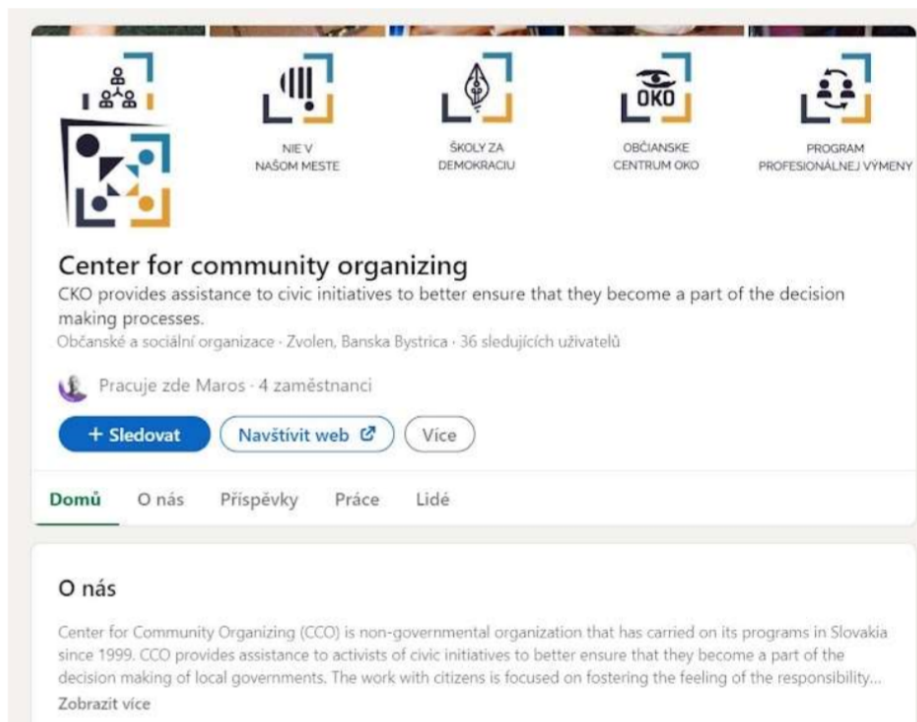 NIE V
NAŠOM MESTE
ŠKOLY ZA
DEMOKRACIU
OKO
OBČIANSKE
CENTRUM OKO
PROGRAM
PROFESIONÁLNEJ VÝMENY
Center for community organizing
CKO provides assistance to civic initiatives to better ensure that they become a part of the decision
making processes.
Občanské a sociální organizace · Zvolen, Banska Bystrica · 36 sledujících uživatelů
Pracuje zde Maros · 4 zaměstnanci
+ Sledovat
Navštívit web
Více
Domů O nás Příspěvky Práce Lidé
O nás
Center for Community Organizing (CCO) is non-governmental organization that has carried on its programs in Slovakia
since 1999. CCO provides assistance to activists of civic initiatives to better ensure that they become a part of the
decision making of local governments. The work with citizens is focused on fostering the feeling of the responsibility...
Zobrazit více